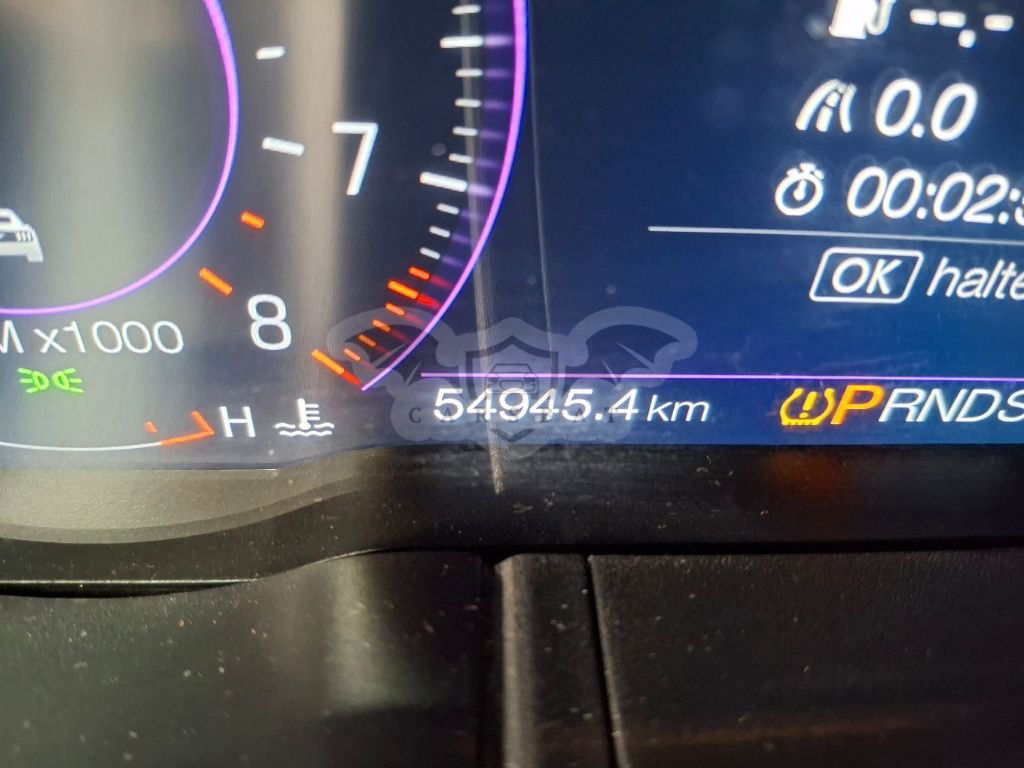 --.-
0.0
7
00:02:
OK halte
8
M x1000
54945.4 km
PRNDS
H